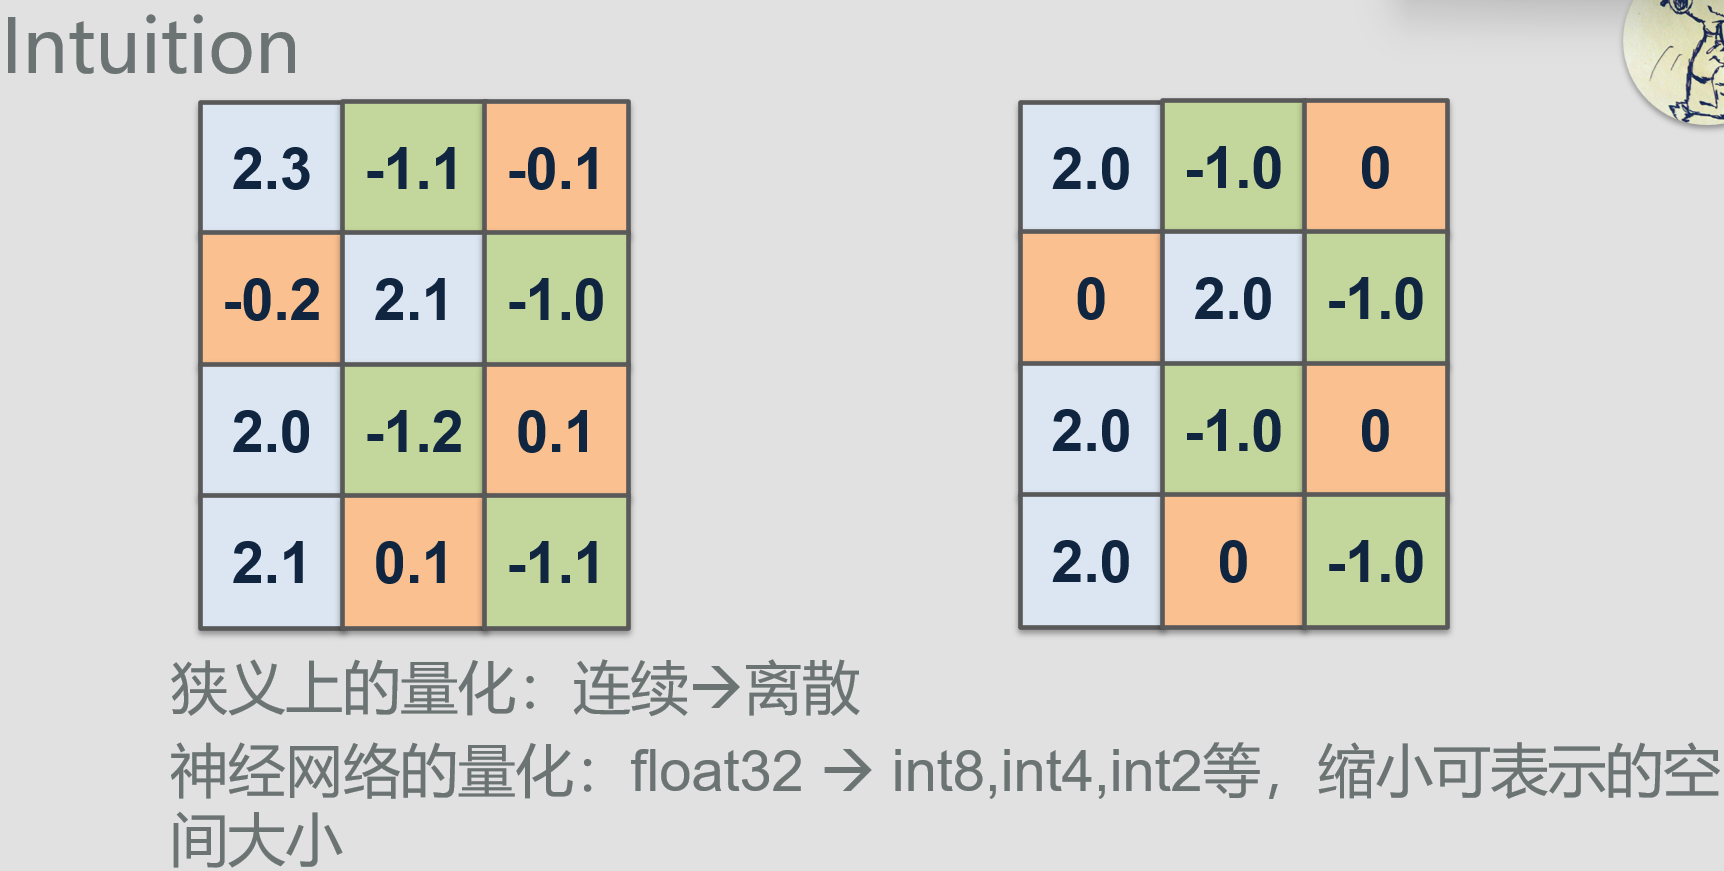 Intuition
2.3 -1.1 -0.1
-0.2 2.1 -1.0
2.0 -1.2 0.1
2.1 0.1 -1.1
2.0 -1.0 0
0 2.0 -1.0
2.0 -1.0 0
2.0 0 -1.0
狭义上的量化：连续→离散
神经网络的量化：float32 → int8,int4,int2等，缩小可表示的空
间大小